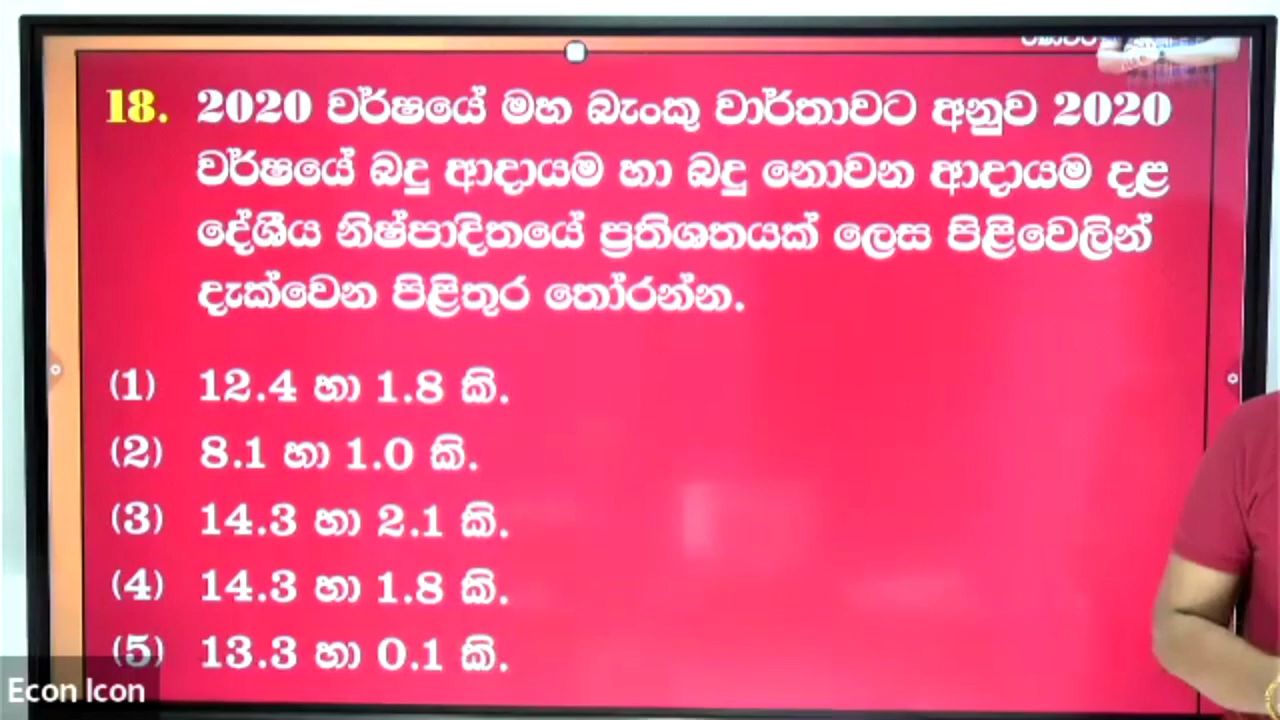 18. 2020 වර්ෂයේ මහ බැංකු වාර්තාවට අනුව 2020
වර්ෂයේ බදු ආදායම හා බදු නොවන ආදායම දළ
දේශීය නිෂ්පාදිතයේ ප්‍රතිශතයක් ලෙස පිළිවෙලින්
දැක්වෙන පිළිතුර තෝරන්න.
(1) 12.4 හා 1.8 කි.
(2) 8.1 හා 1.0 කි.
(3) 14.3 හා 2.1 කි.
(4) 14.3 හා 1.8 කි.
(5) 13.3 හා 0.1 කි.
Econ Icon